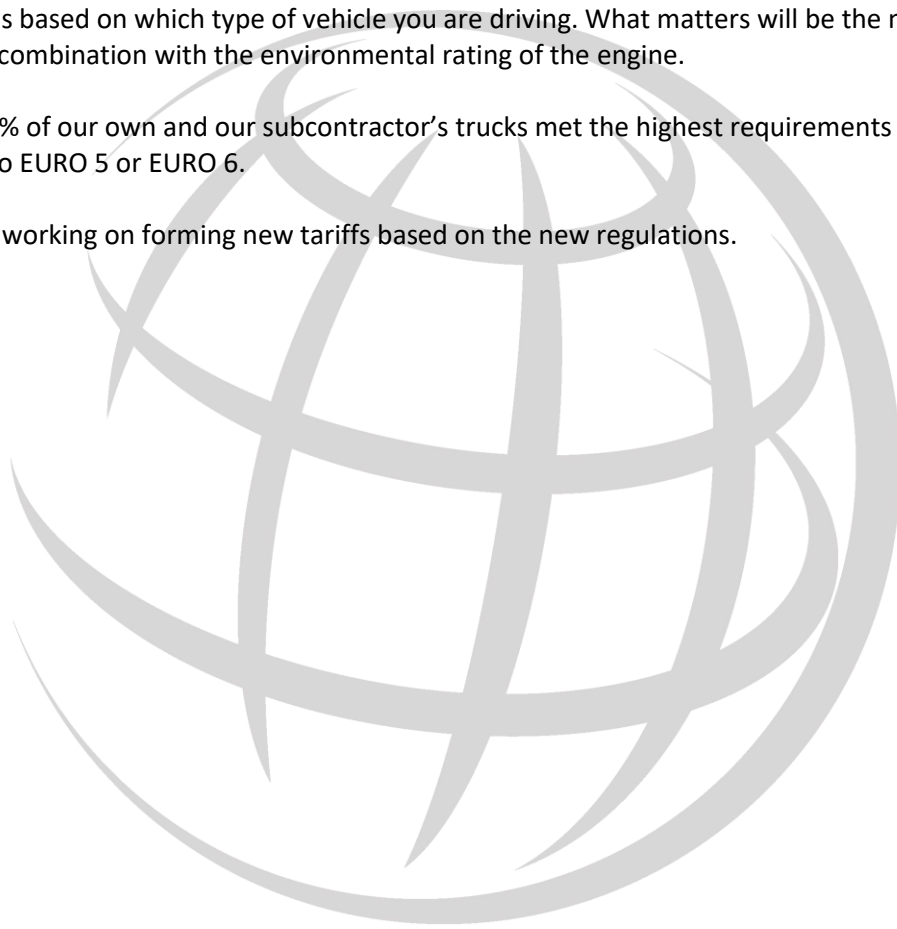 s based on which type of vehicle you are driving. What matters will be the
combination with the environmental rating of the engine.
% of our own and our subcontractor’s trucks met the highest requirements
o EURO 5 or EURO 6.
working on forming new tariffs based on the new regulations.